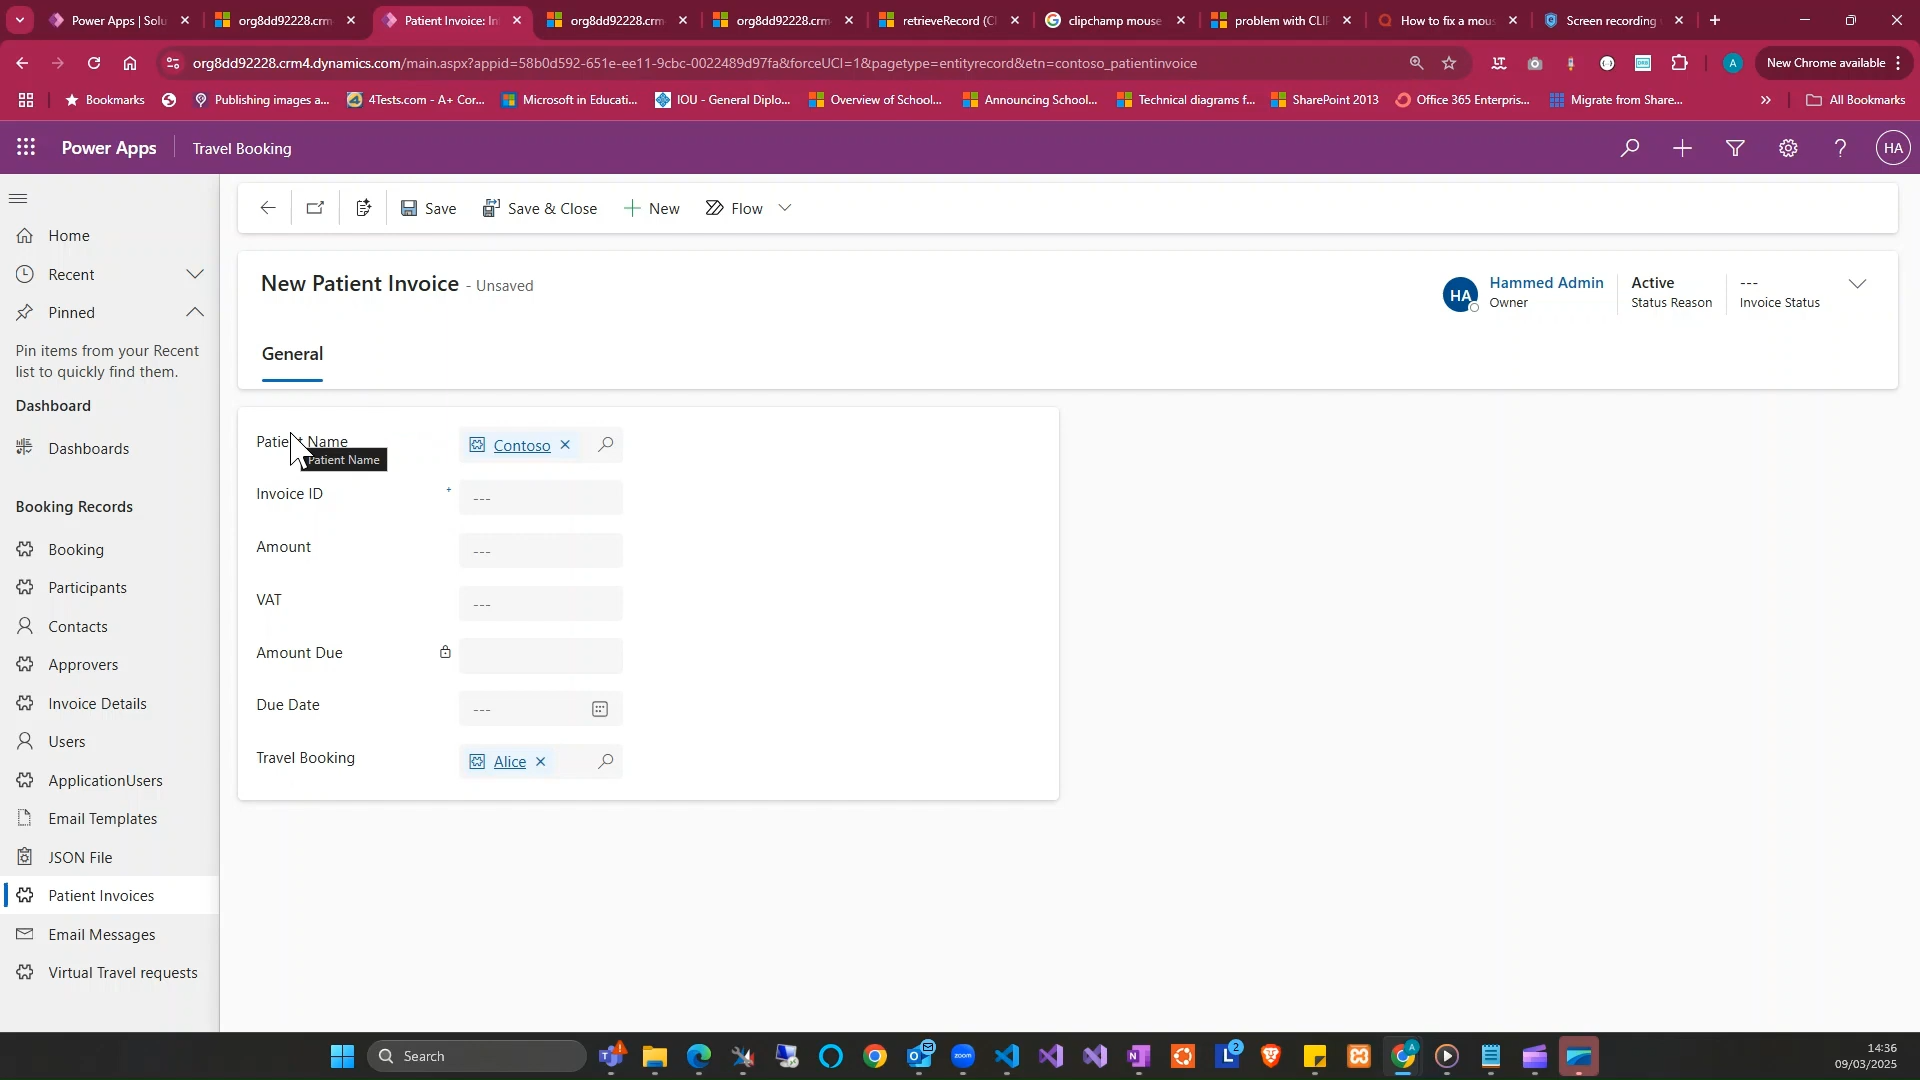 Power Apps | Solu
org8dd92228.crm
Patient Invoice: In
org8dd92228.crm
org8dd92228.crm
retrieveRecord (Cl
clipchamp mouse
problem with CLIP
How to fix a mous
Screen recording
org8dd92228.crm4.dynamics.com/main.aspx?appid=58b0d592-651e-ee11-9cbc-0022489d97fa&forceUCI=1&pagetype=entityrecord&etn=contoso_patientinvoice
A
New Chrome available
Bookmarks
Publishing images a...
4Tests.com - A+ Cor...
Microsoft in Educati...
IOU - General Diplo...
Overview of School...
Announcing School...
Technical diagrams f...
SharePoint 2013
Office 365 Enterpris...
Migrate from Share...
All Bookmarks
Power Apps
Travel Booking
HA
Home
Recent
Pinned
Pin items from your Recent
list to quickly find them.
Dashboard
Dashboards
Booking Records
Booking
Participants
Contacts
Approvers
Invoice Details
Users
ApplicationUsers
Email Templates
JSON File
Patient Invoices
Email Messages
Virtual Travel requests
Save
Save & Close
New
Flow
New Patient Invoice - Unsaved
HA
Hammed Admin
Owner
Active
Status Reason
---
Invoice Status
General
Patient Name
Contoso
Patient Name
Invoice ID
+
---
Amount
---
VAT
---
Amount Due
Due Date
---
Travel Booking
Alice
Search
2
14:36
09/03/2025